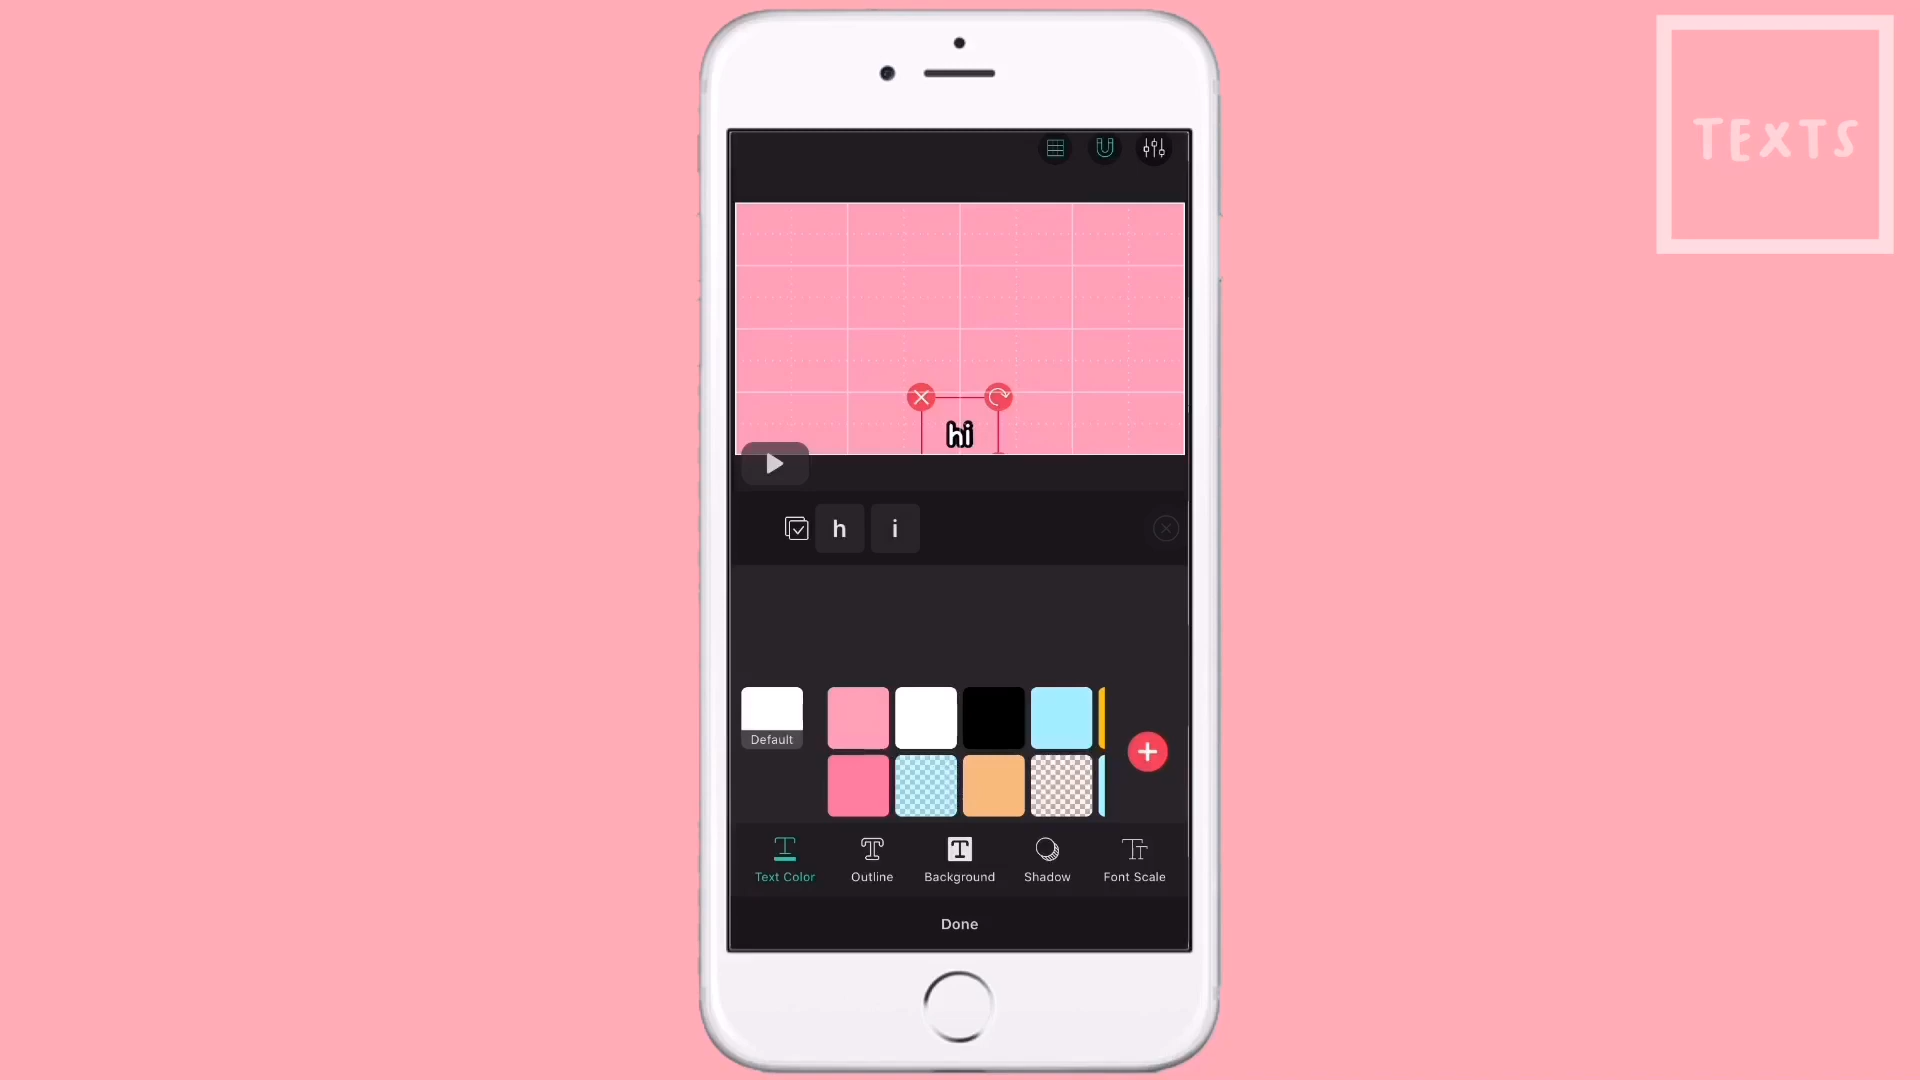 TEXTS
hi
h
i
Default
Text Color
Outline
Background
Shadow
Font Scale
Done